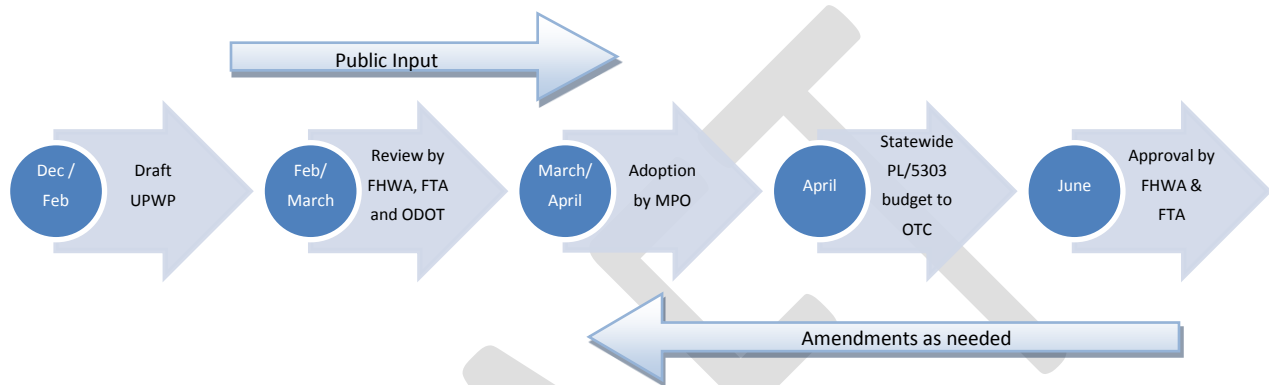 Public Input
Dec /
Feb
Draft
UPWP
Feb/
March
Review by
FHWA, FTA
and ODOT
March/
April
Adoption
by MPO
April
Statewide
PL/5303
budget to
OTC
June
Approval by
FHWA &
FTA
Amendments as needed